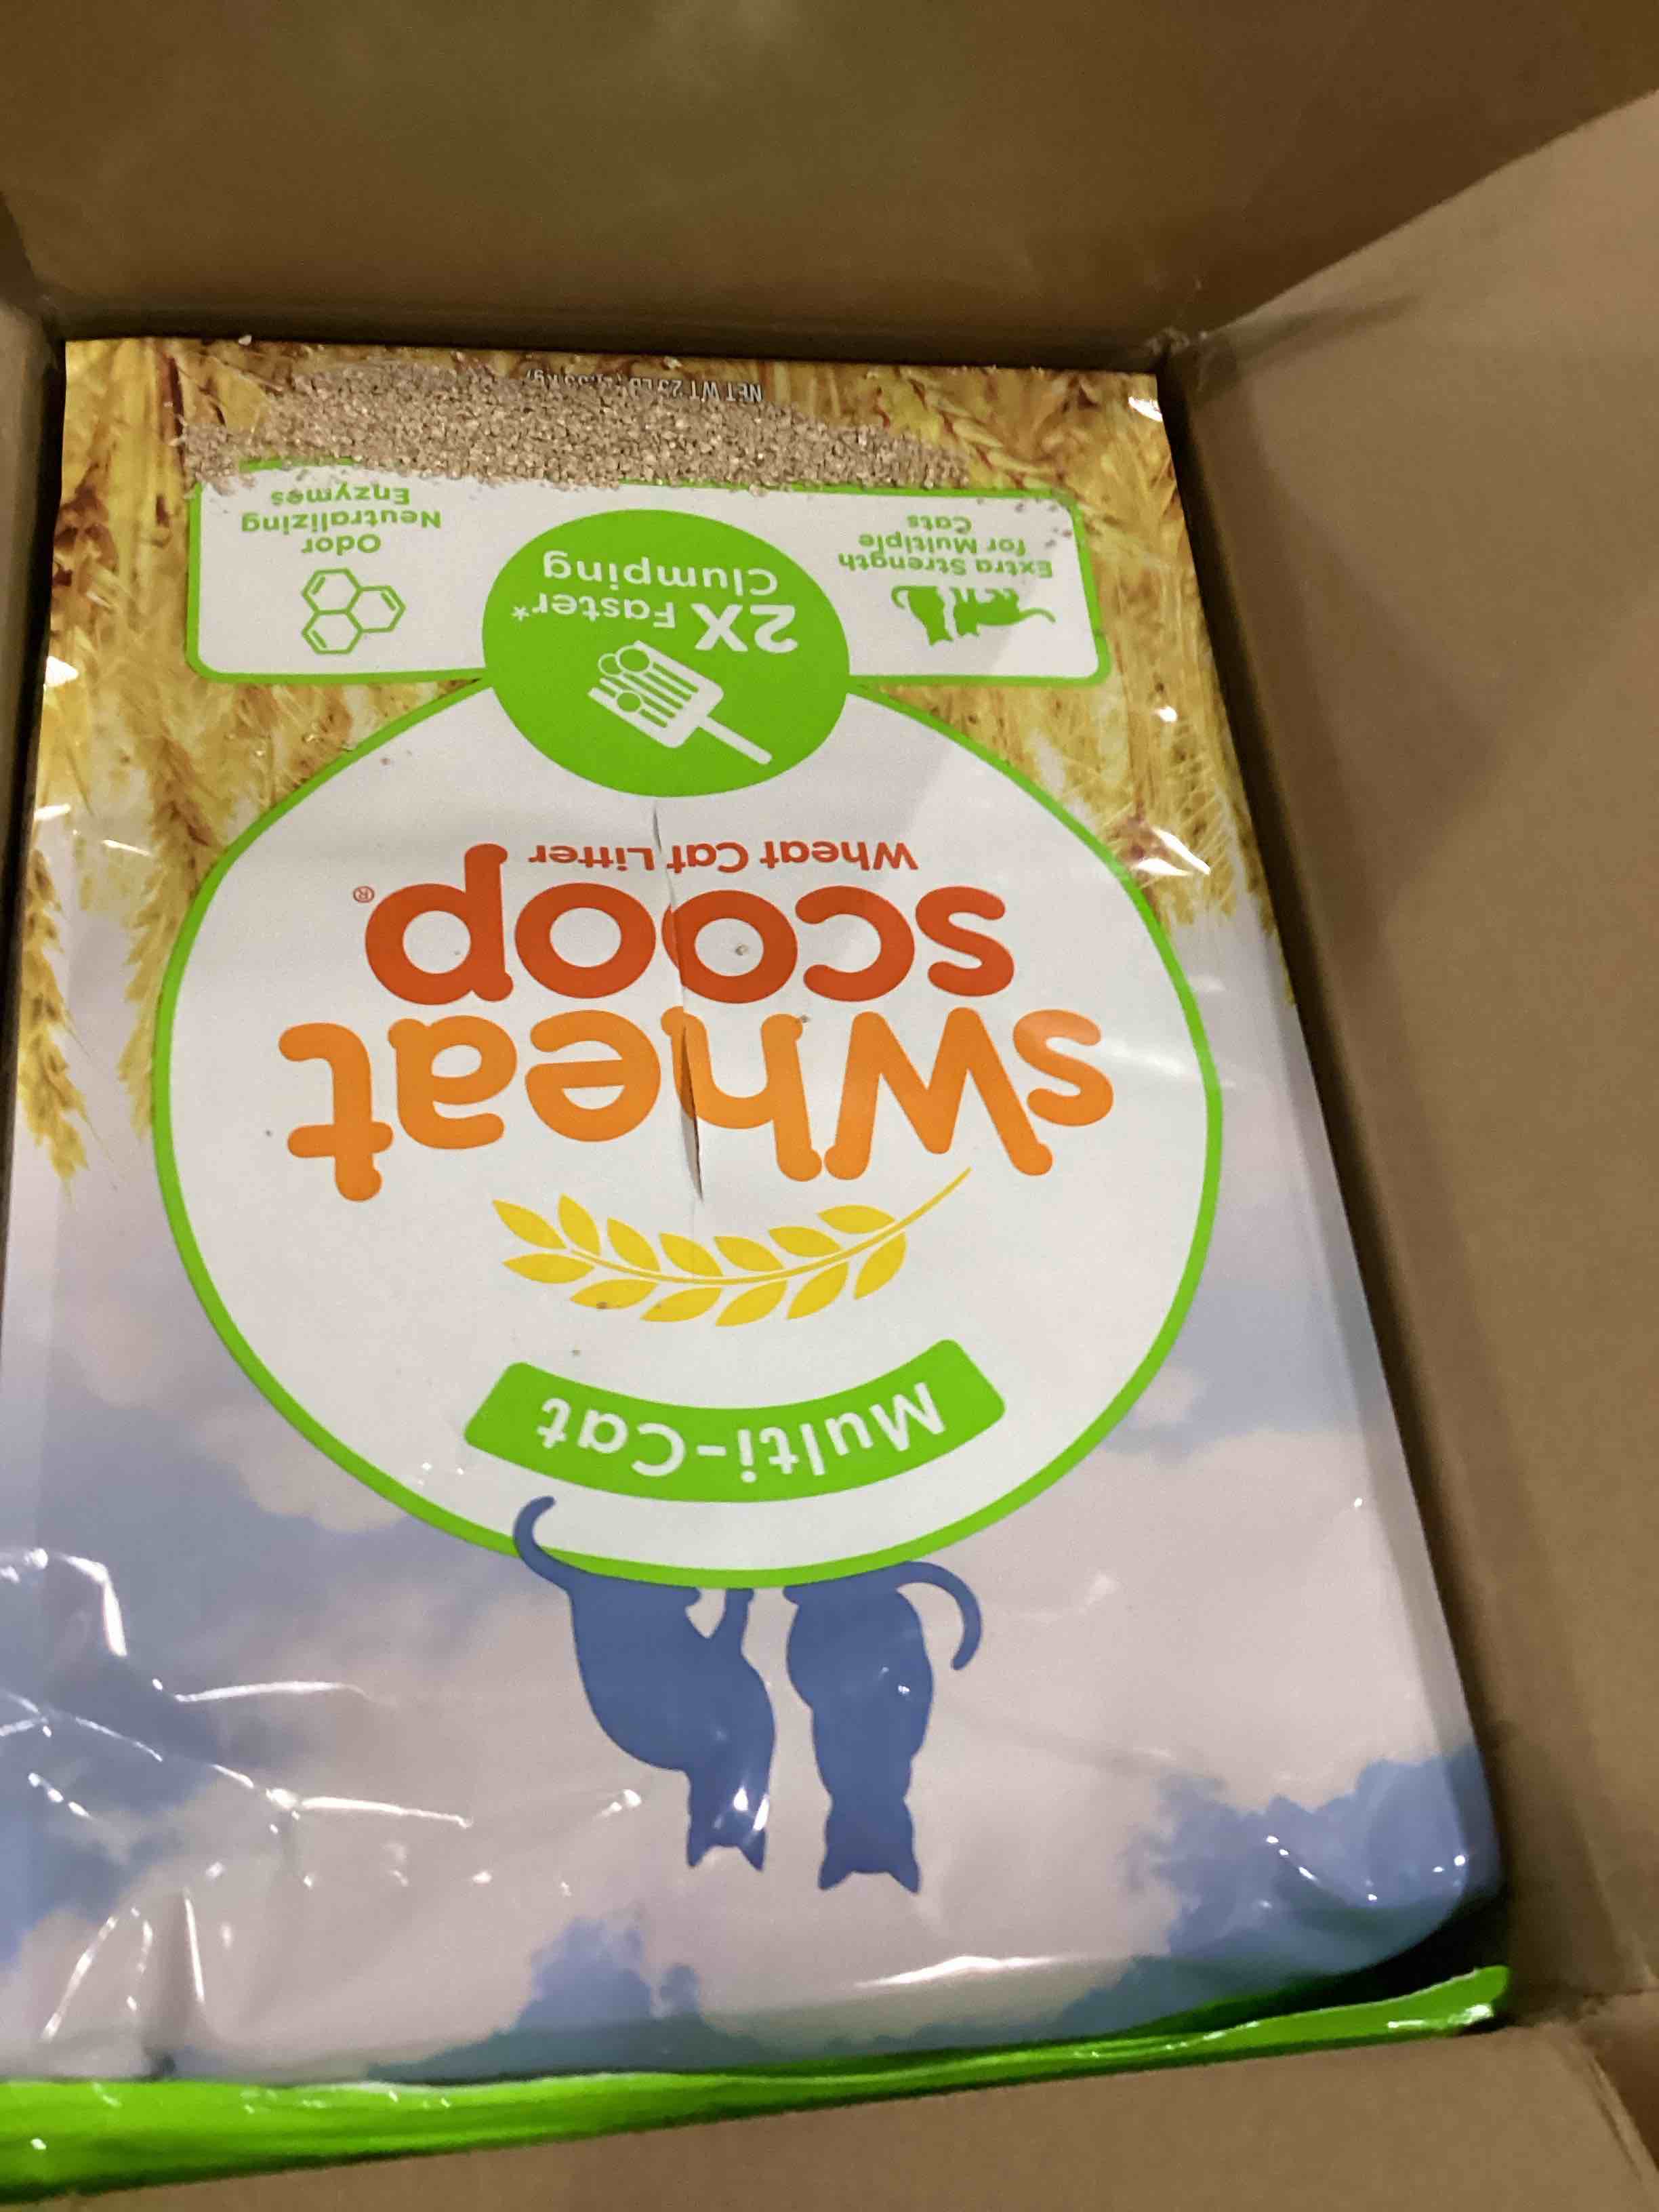 Multi-Cat
sWheat
scoop®
Wheat Cat Litter
2X Faster*
Clumping
Extra Strength
for Multiple
Cats
Odor
Neutralizing
Enzymes
NET WT 25 LB